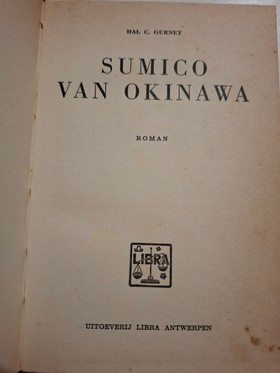 HAL C. GURNEY
SUMICO
VAN OKINAWA
ROMAN
LIBRA
UITGEVERIJ LIBRA ANTWERPEN